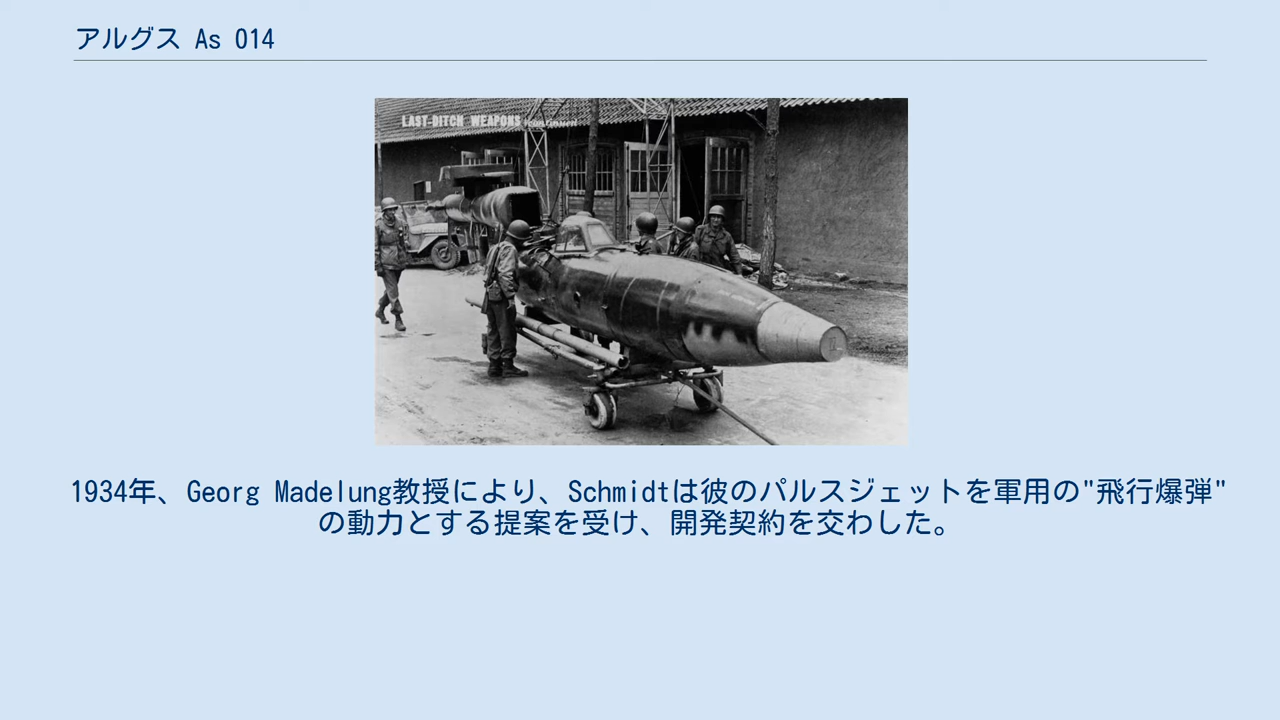 アルグス As 014
LAST-DITCH WEAPONS continued
1934年、Georg Madelung教授により、Schmidtは彼のパルスジェットを軍用の"飛行爆弾"
の動力とする提案を受け、開発契約を交わした。